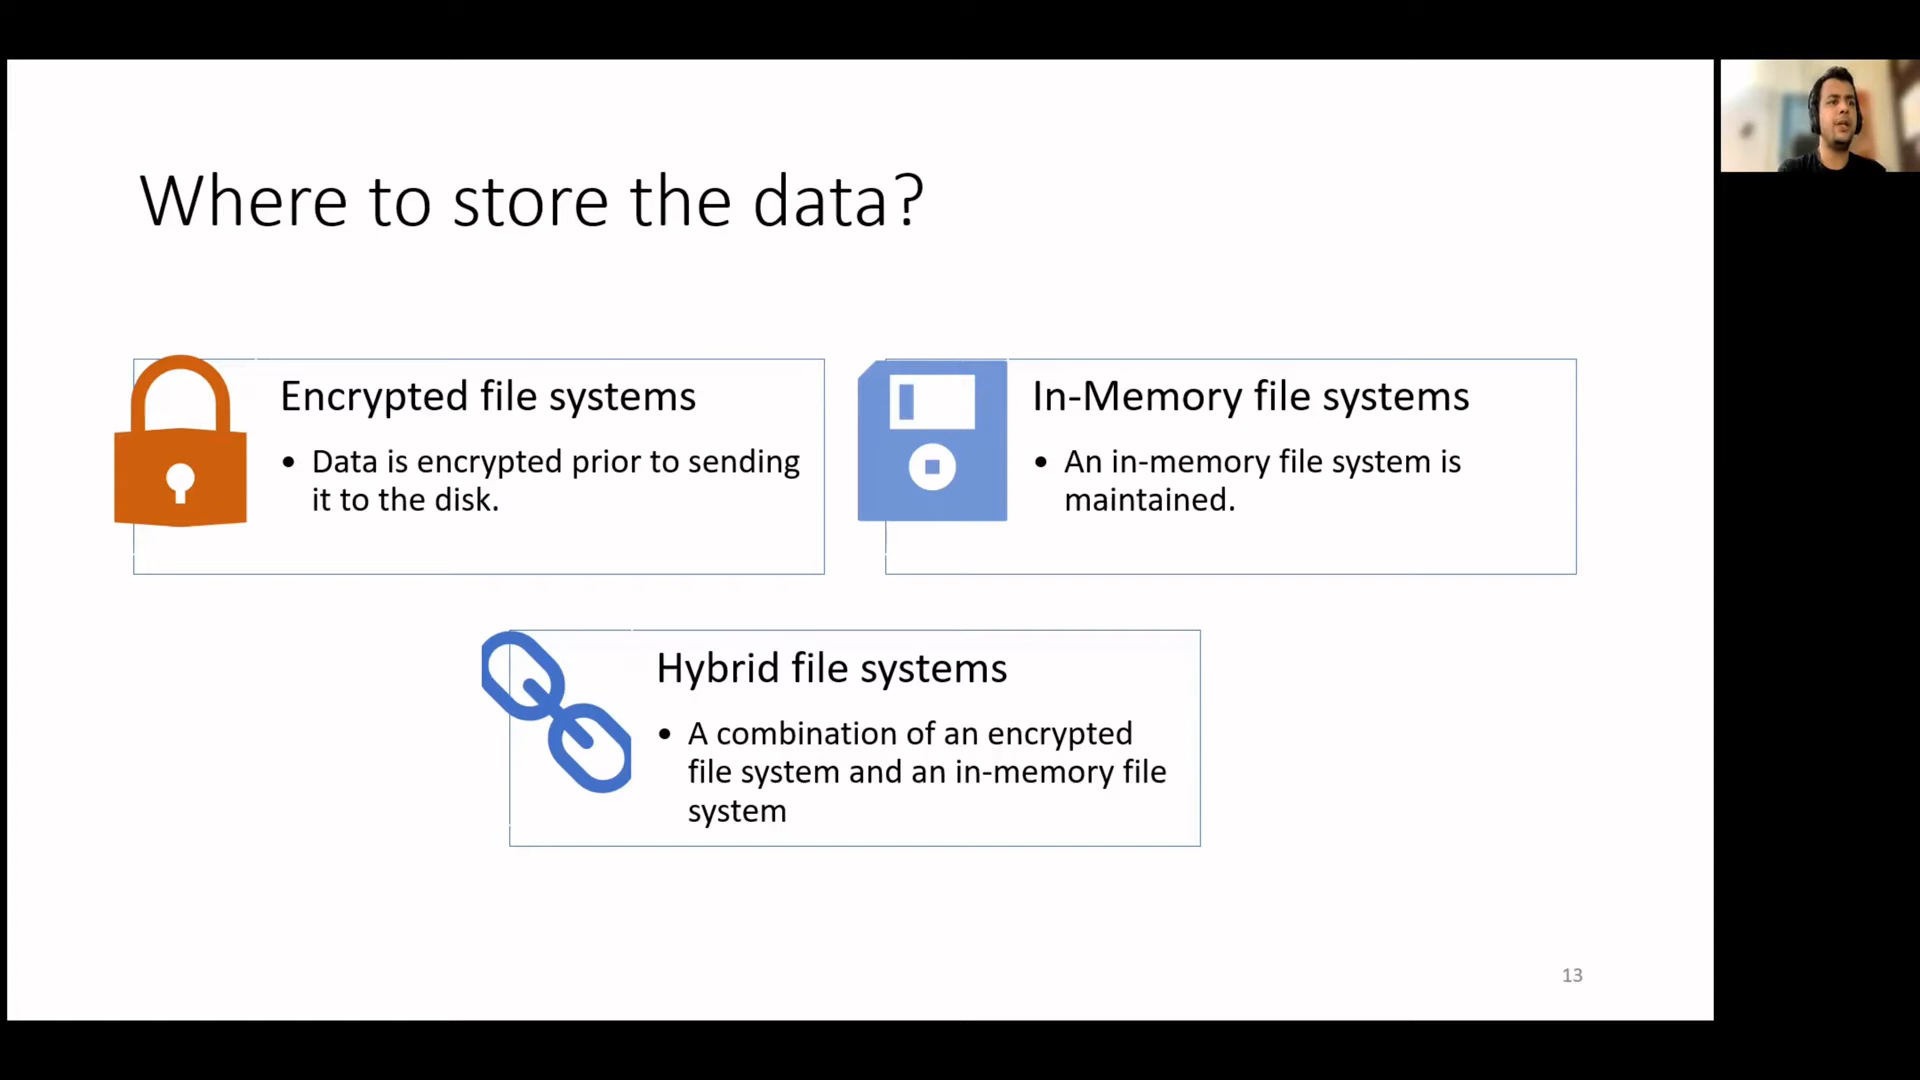 Where to store the data?
Encrypted file systems
• Data is encrypted prior to sending
it to the disk.
In-Memory file systems
• An in-memory file system is
maintained.
Hybrid file systems
• A combination of an encrypted
file system and an in-memory file
system
13